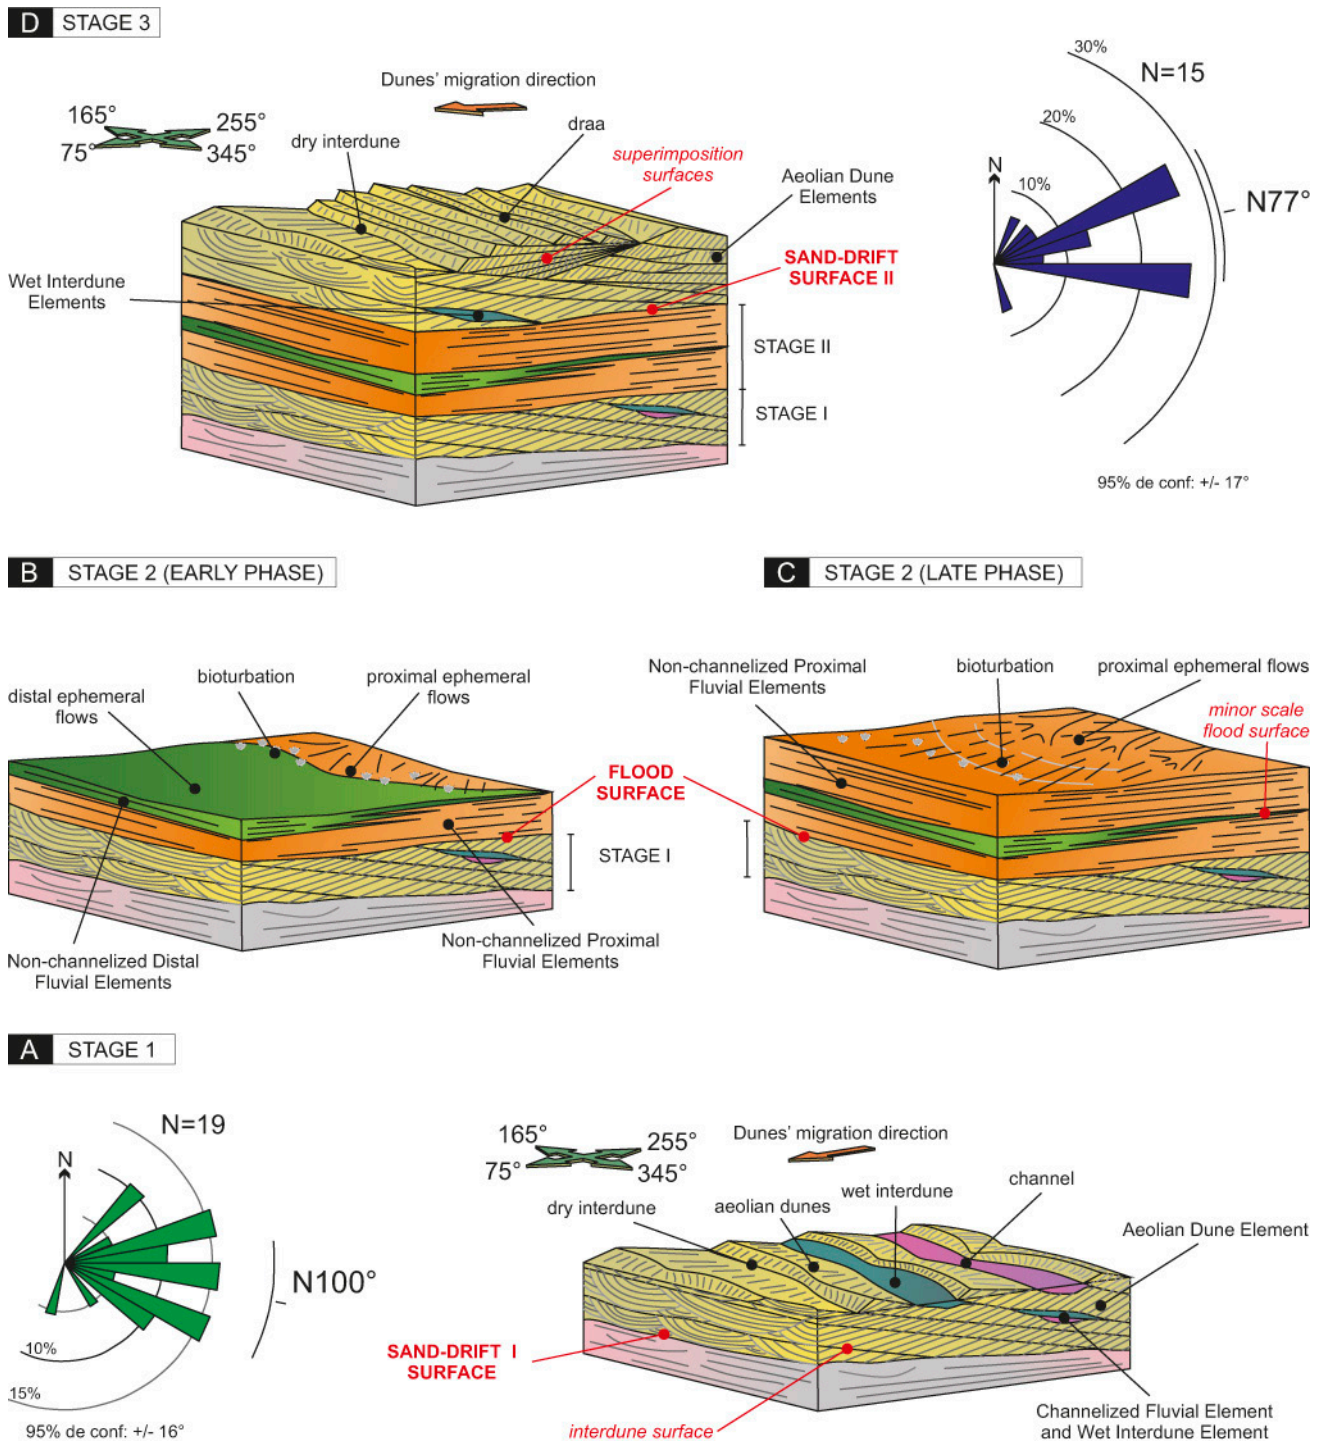 D STAGE 3
Dunes' migration direction
165°
255°
75°
345°
dry interdune
draa
superimposition
surfaces
Aeolian Dune
Elements
SAND-DRIFT
SURFACE II
Wet Interdune
Elements
STAGE II
STAGE I
30%
N=15
20%
N
10%
N77°
95% de conf: +/- 17°
B STAGE 2 (EARLY PHASE)
distal ephemeral
flows
bioturbation
proximal ephemeral
flows
FLOOD
SURFACE
STAGE I
Non-channelized Distal
Fluvial Elements
Non-channelized Proximal
Fluvial Elements
C STAGE 2 (LATE PHASE)
Non-channelized Proximal
Fluvial Elements
bioturbation
proximal ephemeral flows
minor scale
flood surface
A STAGE 1
N=19
N
N100°
10%
15%
95% de conf: +/- 16°
165°
255°
75°
345°
Dunes' migration direction
dry interdune
aeolian dunes
wet interdune
channel
Aeolian Dune Element
SAND-DRIFT I
SURFACE
interdune surface
Channelized Fluvial Element
and Wet Interdune Element